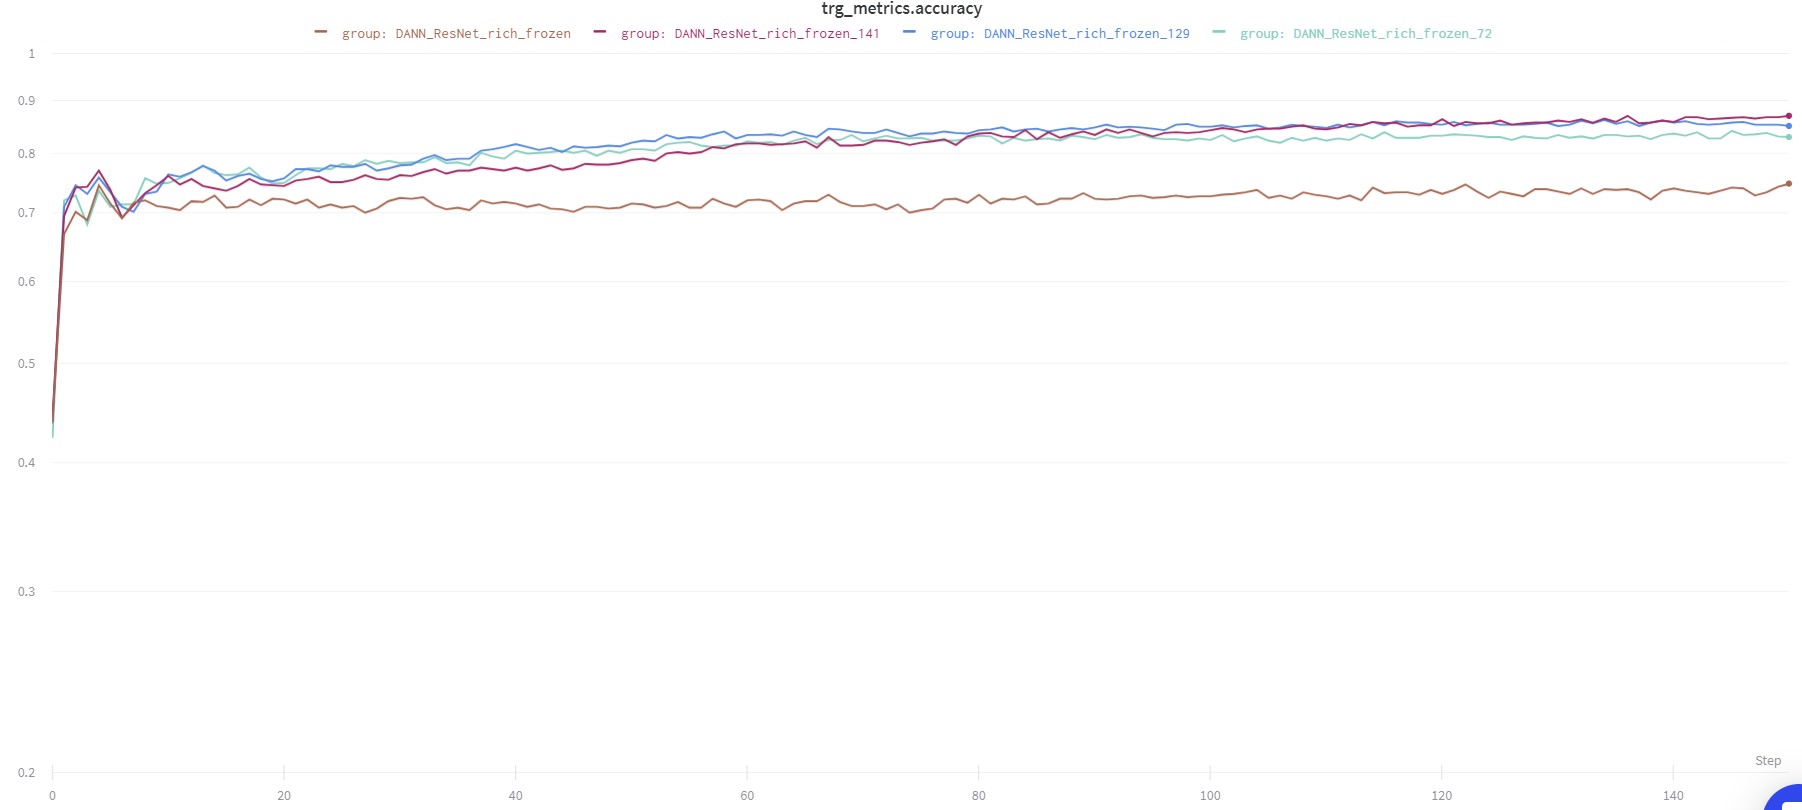 trg_metrics.accuracy
group: DANN_ResNet_rich_frozen group: DANN_ResNet_rich_frozen_141 group: DANN_ResNet_rich_frozen_129 group: DANN_ResNet_rich_frozen_72
1
0.9
0.8
0.7
0.6
0.5
0.4
0.3
0.2
Step
0 20 40 60 80 100 120 140